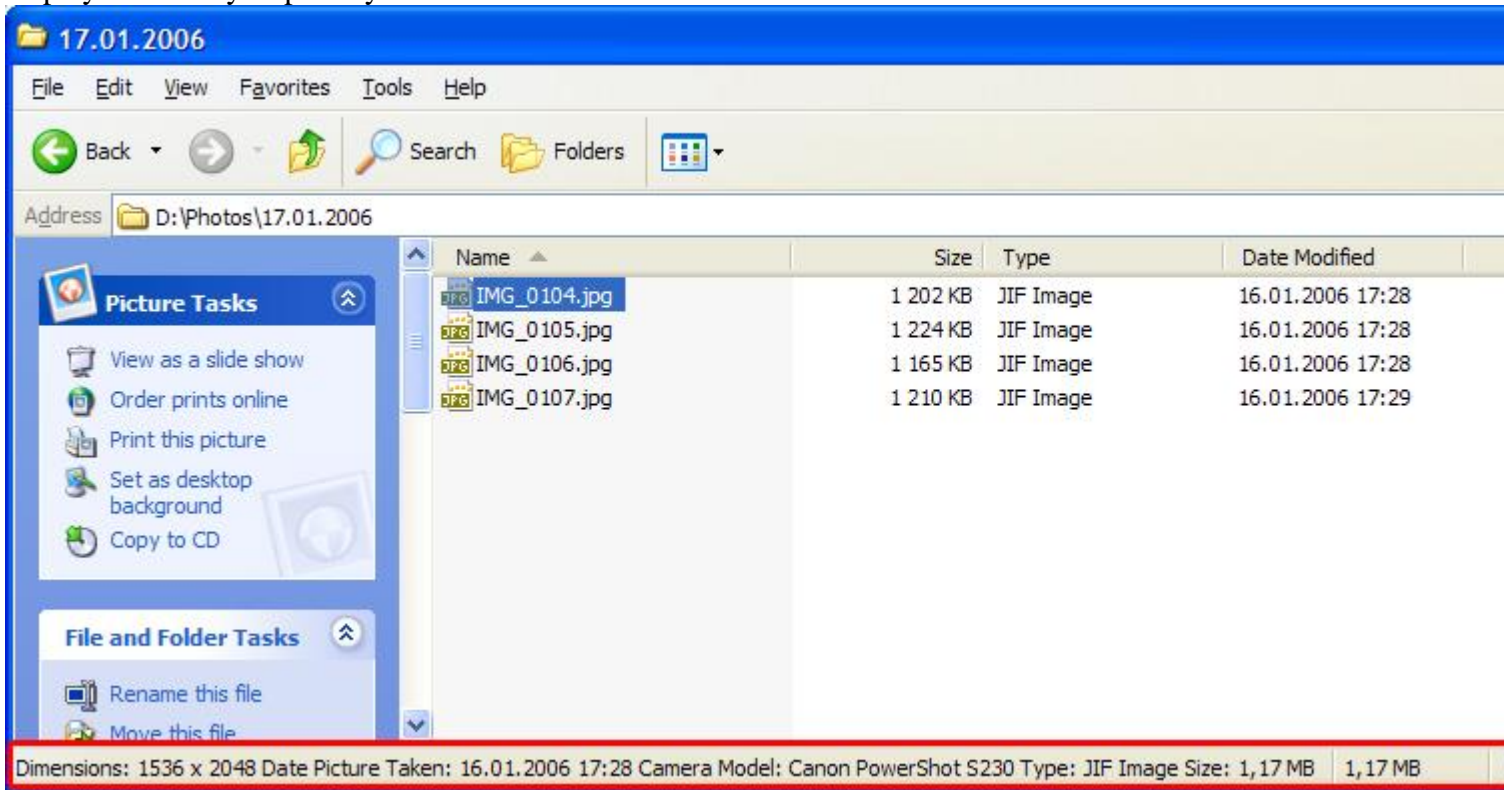 17.01.2006
File Edit View Favorites Tools Help
Back Search Folders
Address D:\Photos\17.01.2006
Name Size Type Date Modified
Picture Tasks
View as a slide show
Order prints online
Print this picture
Set as desktop
background
Copy to CD
File and Folder Tasks
Rename this file
Move this file
IMG_0104.jpg 1 202 KB JIF Image 16.01.2006 17:28
IMG_0105.jpg 1 224 KB JIF Image 16.01.2006 17:28
IMG_0106.jpg 1 165 KB JIF Image 16.01.2006 17:28
IMG_0107.jpg 1 210 KB JIF Image 16.01.2006 17:29
Dimensions: 1536 x 2048 Date Picture Taken: 16.01.2006 17:28 Camera Model: Canon PowerShot S230 Type: JIF Image Size: 1,17 MB 1,17 MB